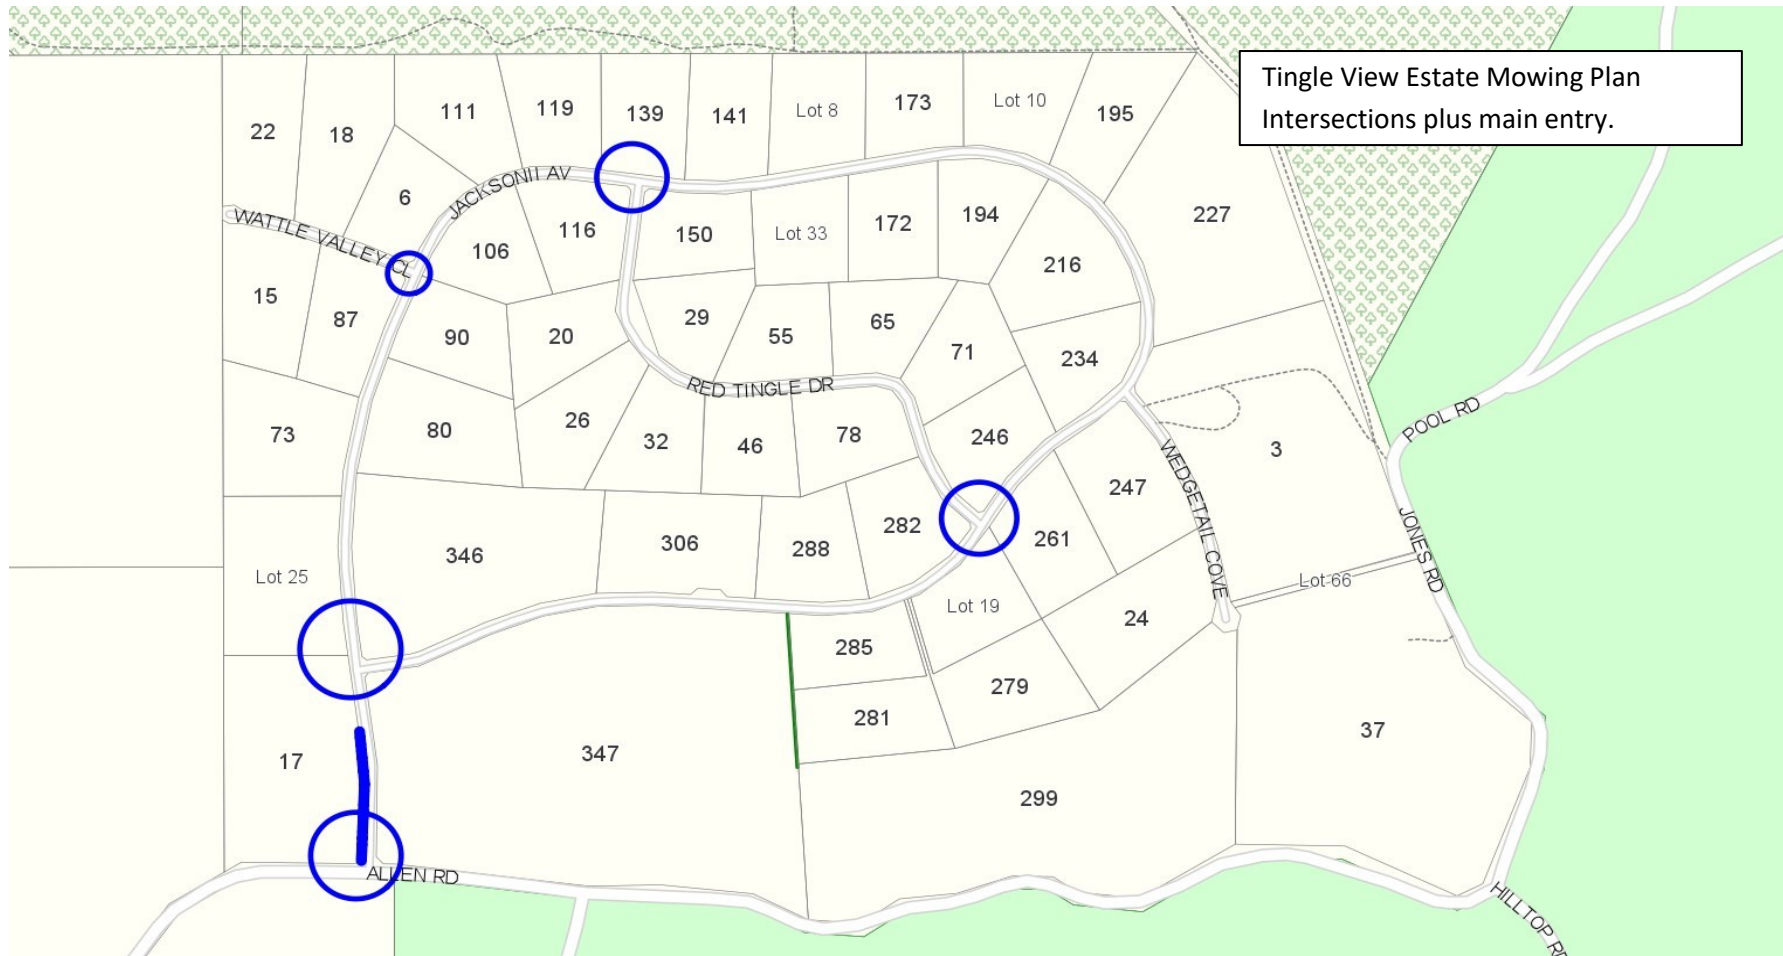 Tingle View Estate Mowing Plan
Intersections plus main entry.
22
18
111
119
139
141
Lot 8
173
Lot 10
195
6
JACKSONII AV
WATTLE VALLEY CL
106
116
150
Lot 33
172
194
227
216
15
87
90
20
29
55
65
71
234
RED TINGLE DR
73
80
26
32
46
78
246
247
WEDGETAIL COVE
3
POOL RD
JONES RD
Lot 25
346
306
288
282
261
Lot 66
Lot 19
24
285
279
281
17
347
299
37
ALLEN RD
HILLTOP RD